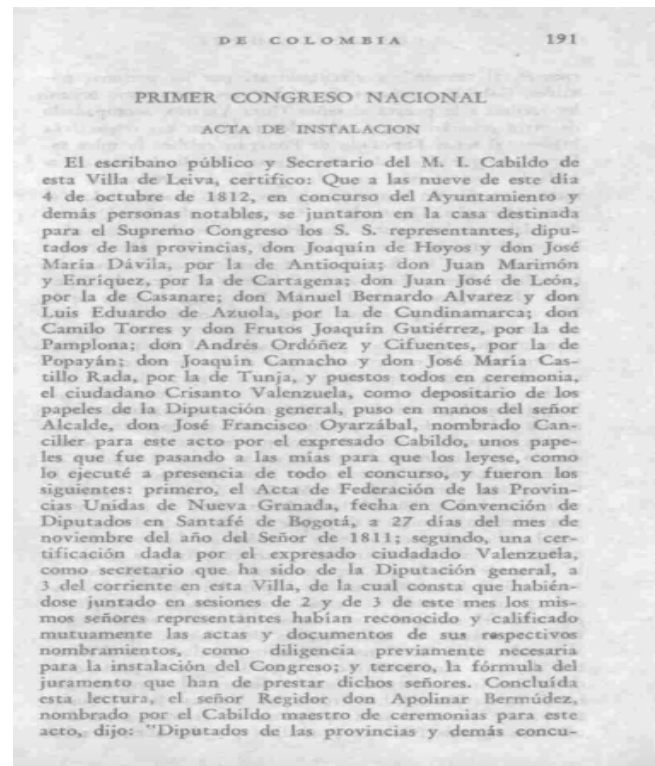 DE COLOMBIA 191
PRIMER CONGRESO NACIONAL
ACTA DE INSTALACION
El escribano público y Secretario del M. I. Cabildo de
esta Villa de Leiva, certifico: Que a las nueve de este día
4 de octubre de 1812, en concurso del Ayuntamiento y
demás personas notables, se juntaron en la casa destinada
para el Supremo Congreso los S. S. representantes, dipu-
tados de las provincias, don Joaquín de Hoyos y don José
María Dávila, por la de Antioquia; don Juan Marimón
y Enríquez, por la de Cartagena; don Juan José de León,
por la de Casanare; don Manuel Bernardo Alvarez y don
Luis Eduardo de Azuola, por la de Cundinamarca; don
Camilo Torres y don Frutos Joaquín Gutiérrez, por la de
Pamplona; don Andrés Ordóñez y Cifuentes, por la de
Popayán; don Joaquín Camacho y don José María Cas-
tillo Rada, por la de Tunja, y puestos todos en ceremonia,
el ciudadano Crisanto Valenzuela, como depositario de los
papeles de la Diputación general, puso en manos del señor
Alcalde, don José Francisco Oyarzábal, nombrado Can-
ciller para este acto por el expresado Cabildo, unos pape-
les que fue pasando a las mías para que los leyese, como
lo ejecuté a presencia de todo el concurso, y fueron los
siguientes: primero, el Acta de Federación de las Provin-
cias Unidas de Nueva Granada, fecha en Convención de
Diputados en Santafé de Bogotá, a 27 días del mes de
noviembre del año del Señor de 1811; segundo, una cer-
tificación dada por el expresado ciudadado Valenzuela,
como secretario que ha sido de la Diputación general, a
3 del corriente en esta Villa, de la cual consta que habién-
dose juntado en sesiones de 2 y de 3 de este mes los mis-
mos señores representantes habían reconocido y calificado
mutuamente las actas y documentos de sus respectivos
nombramientos, como diligencia previamente necesaria
para la instalación del Congreso; y tercero, la fórmula del
juramento que han de prestar dichos señores. Concluída
esta lectura, el señor Regidor don Apolinar Bermúdez,
nombrado por el Cabildo maestro de ceremonias para este
acto, dijo: "Diputados de las provincias y demás concu-